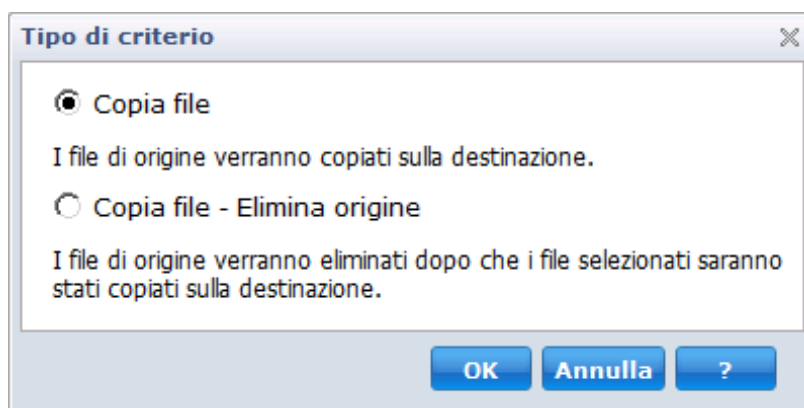 Tipo di criterio
Copia file
I file di origine verranno copiati sulla destinazione.
Copia file - Elimina origine
I file di origine verranno eliminati dopo che i file selezionati saranno
stati copiati sulla destinazione.
OK Annulla ?